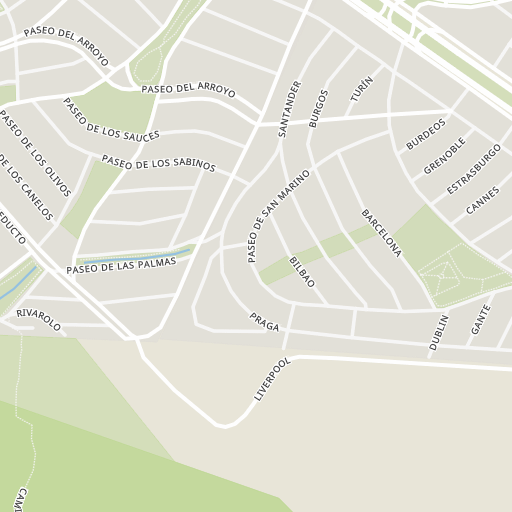 PASEO DEL ARROYO
PASEO DEL ARROYO
TURÍN
SANTANDER
BURGOS
PASEO DE LOS SAUCES
PASEO DE LOS OLIVOS
BURDEOS
GRENOBLE
ESTRASBURGO
PASEO DE LOS SABINOS
DE LOS CANELOS
CANNES
PASEO DE SAN MARINO
BARCELONA
EDUCTO
PASEO DE LAS PALMAS
BILBAO
RIVAROLO
PRAGA
DUBLIN
GANTE
LIVERPOOL
CAMI